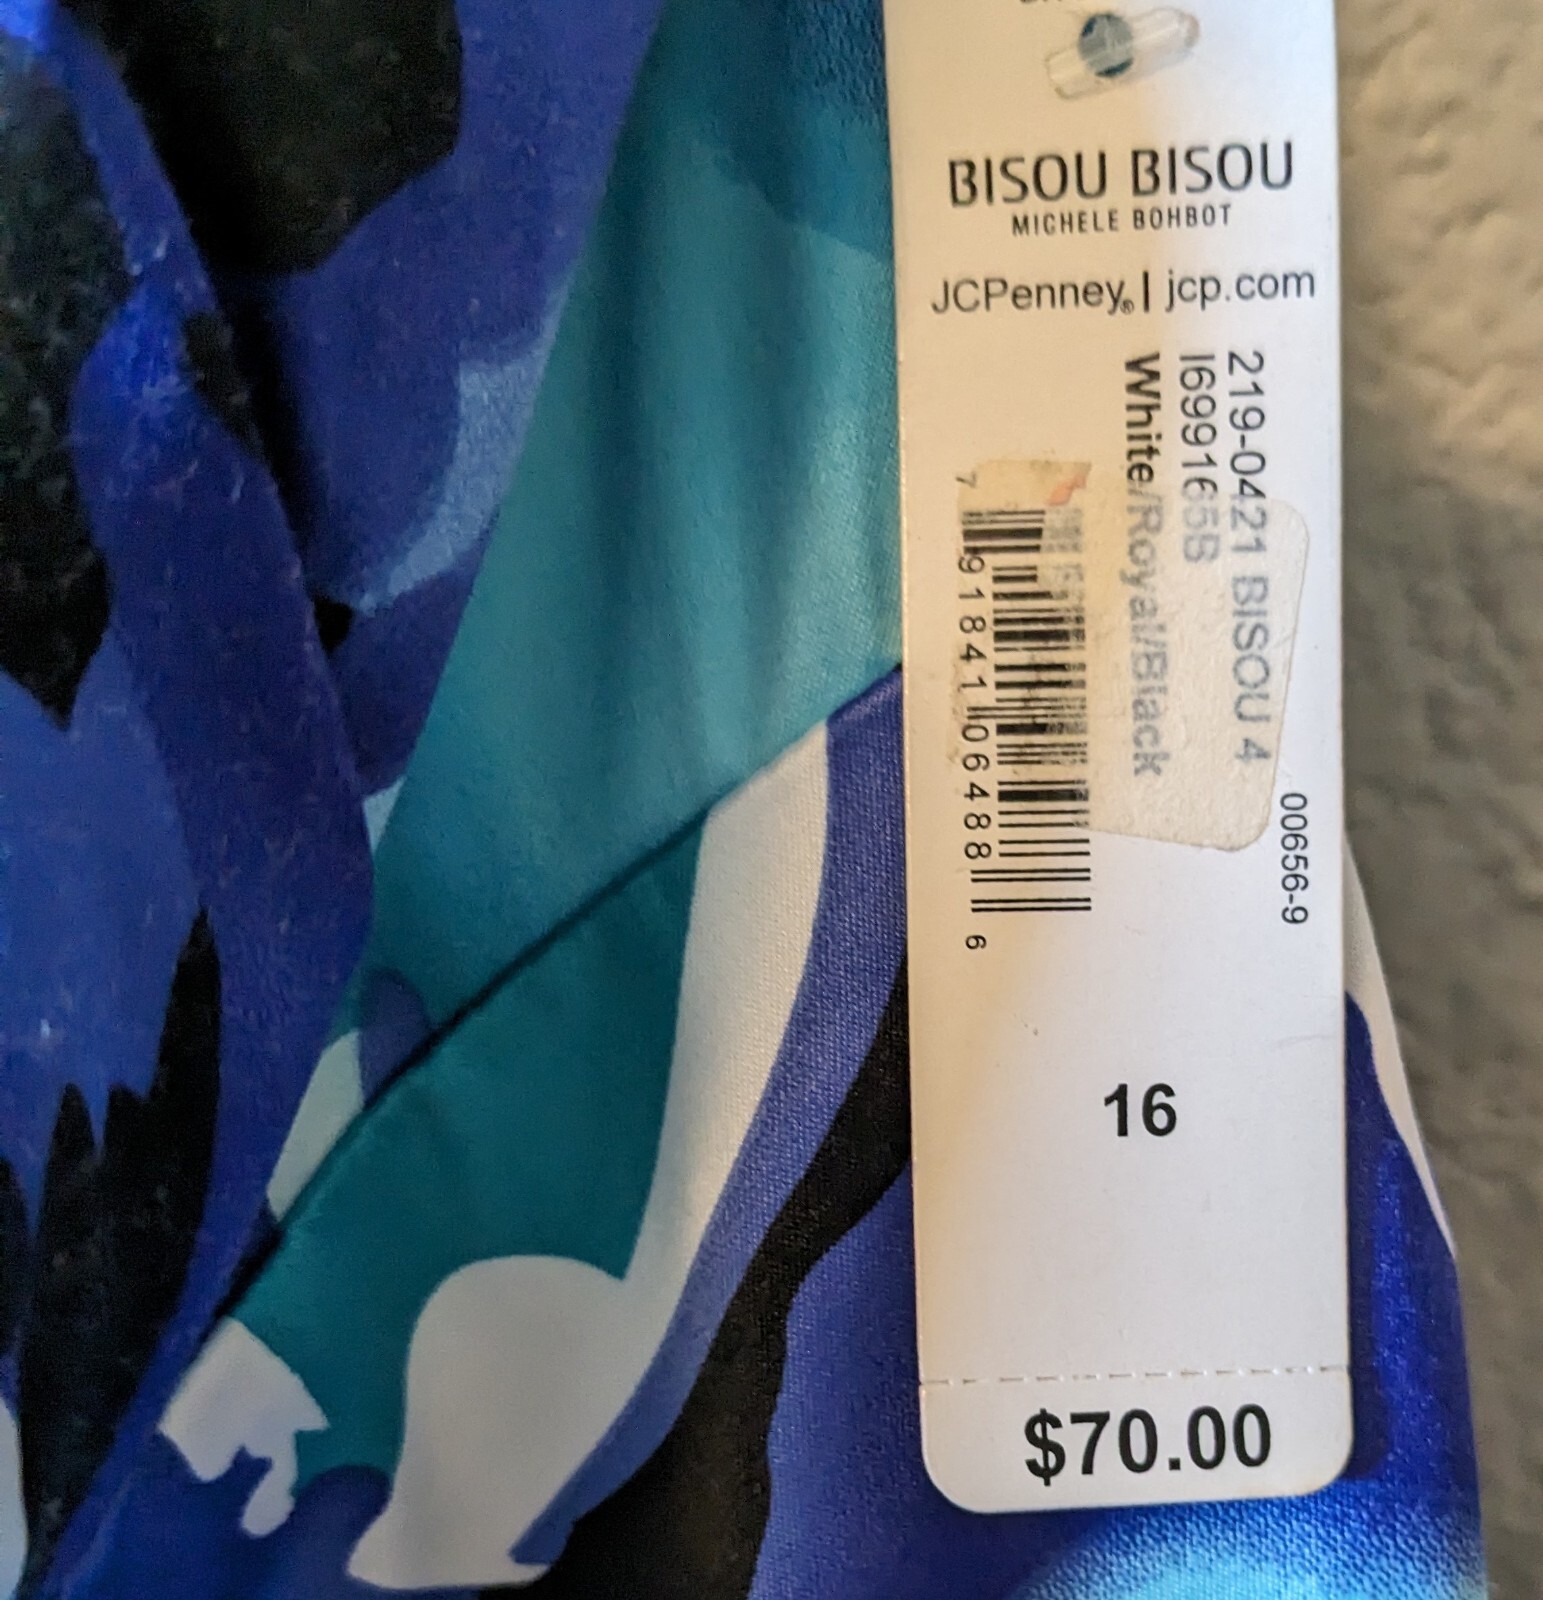 BISOU BISOU
MICHELE BOHBOT
JCPenney® | jcp.com
219-0421 BISOU 4
I699165B
White/Royal/Black
7 91841 06488 6
00656-9
16
$70.00